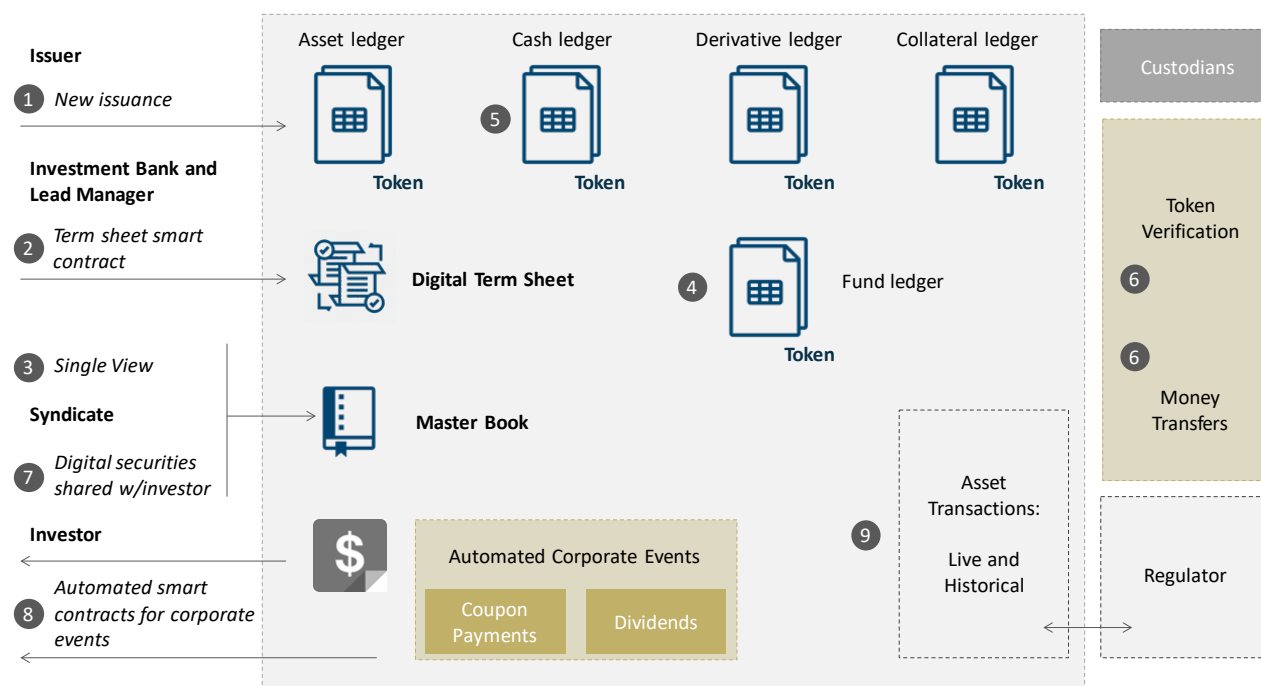 Asset ledger
Cash ledger
Derivative ledger
Collateral ledger
Issuer
1
New issuance
5
Token
Token
Token
Token
Custodians
Investment Bank and
Lead Manager
2
Term sheet smart
contract
Digital Term Sheet
4
Fund ledger
Token
Token
Verification
6
6
Money
Transfers
3
Single View
Syndicate
7
Digital securities
shared w/investor
Master Book
Investor
8
Automated smart
contracts for corporate
events
$
Automated Corporate Events
Coupon
Payments
Dividends
9
Asset
Transactions:
Live and
Historical
Regulator